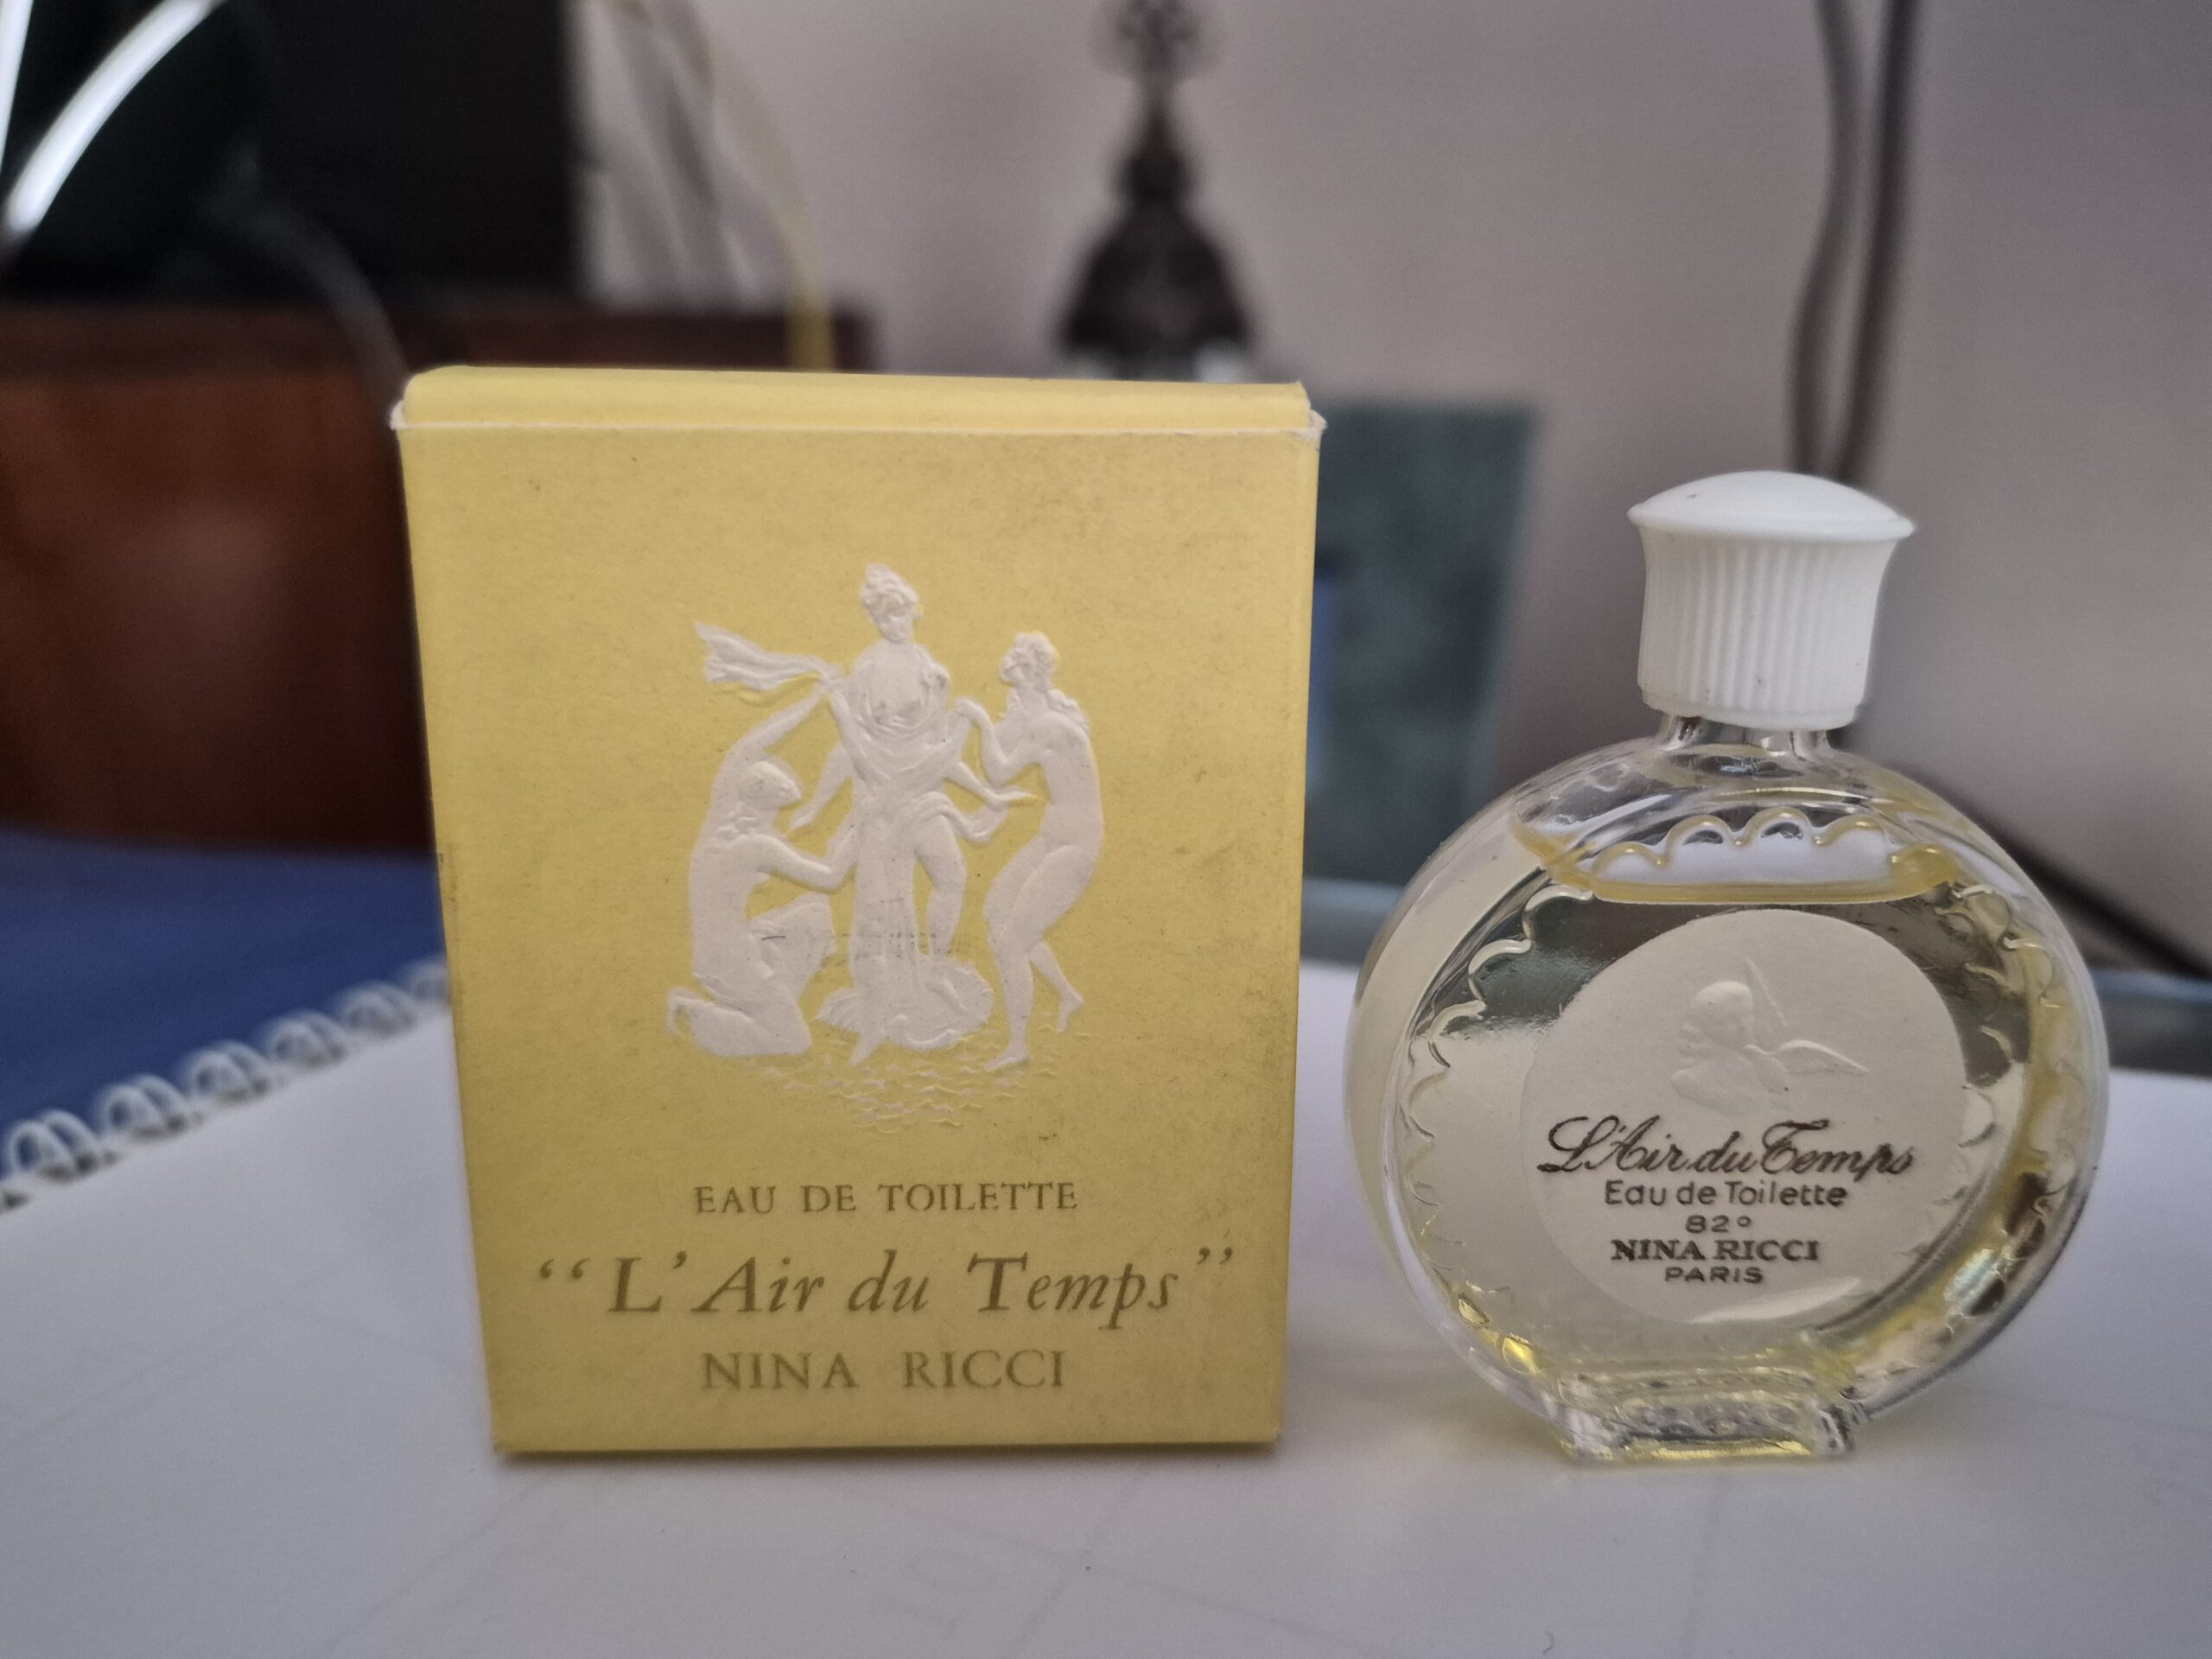 EAU DE TOILETTE
“L’Air du Temps”
NINA RICCI
L'Air du Temps
Eau de Toilette
82°
NINA RICCI
PARIS